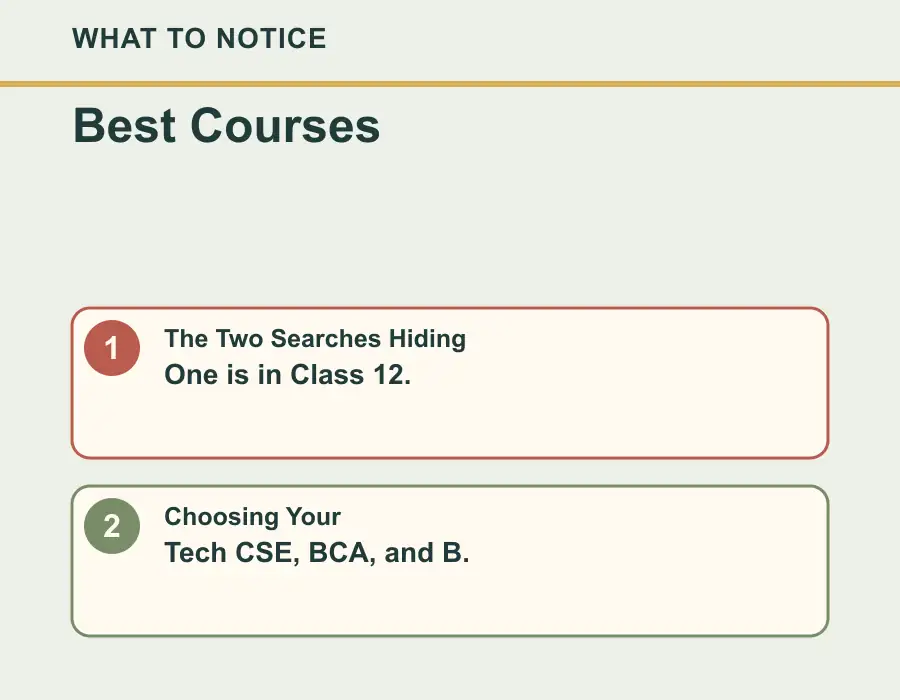 WHAT TO NOTICE
Best Courses
1
The Two Searches Hiding
One is in Class 12.
2
Choosing Your
Tech CSE, BCA, and B.